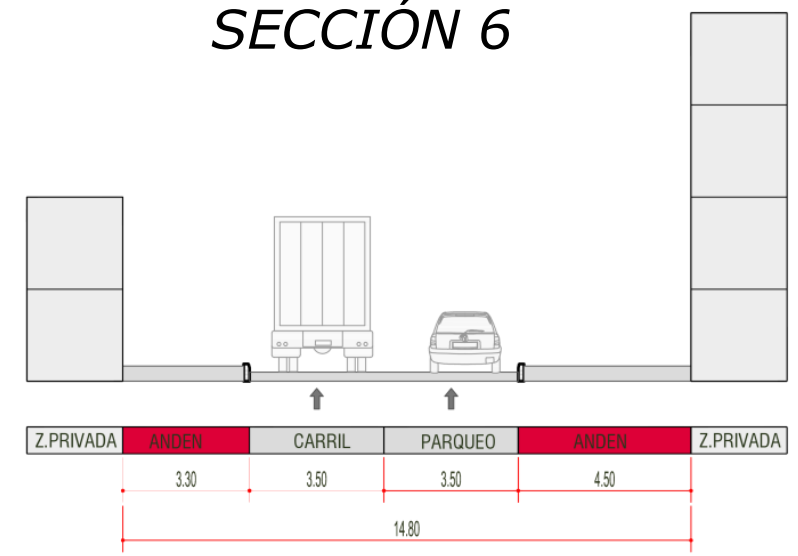 SECCIÓN 6
Z.PRIVADA ANDEN CARRIL PARQUEO ANDEN Z.PRIVADA
3.30 3.50 3.50 4.50
14.80